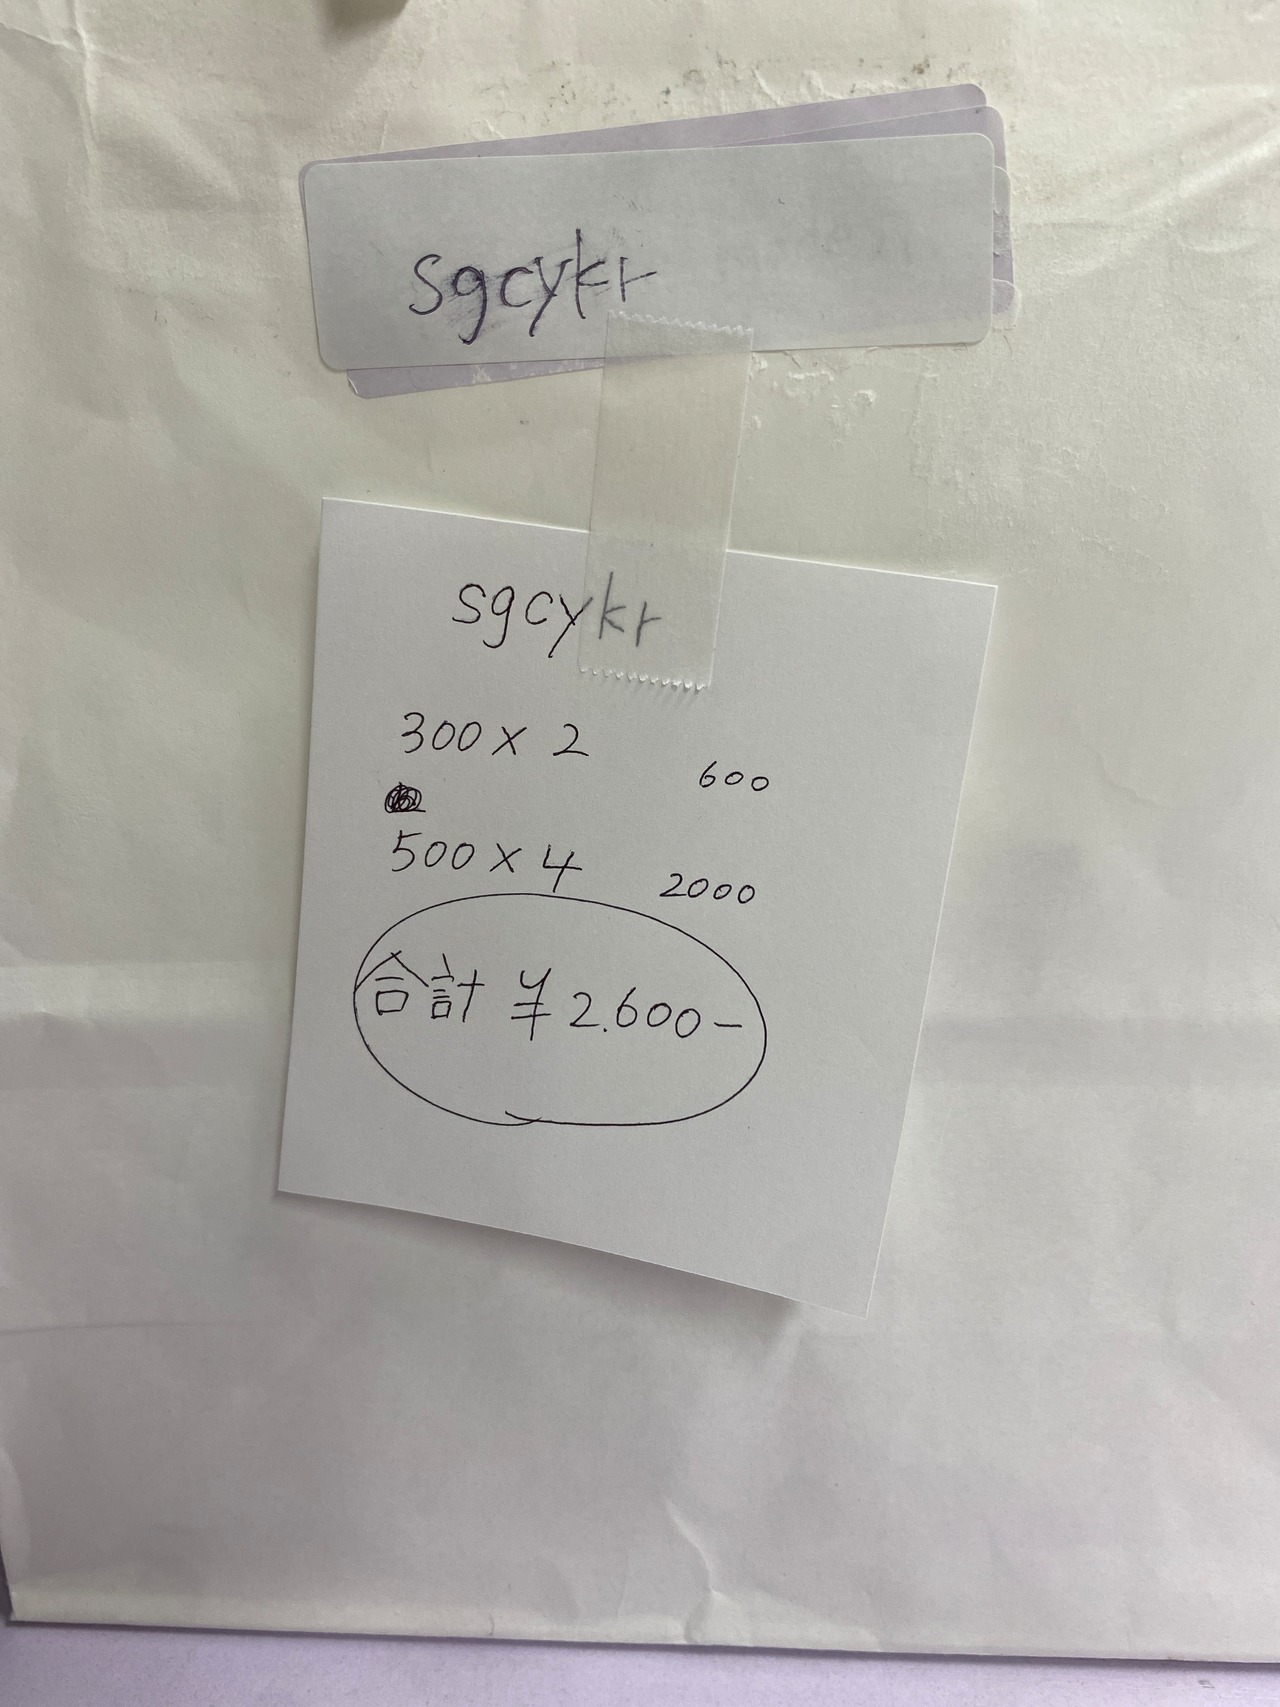 sgcykr
sgcykr
300 x 2
600
500 x 4
2000
合計 ¥2.600-